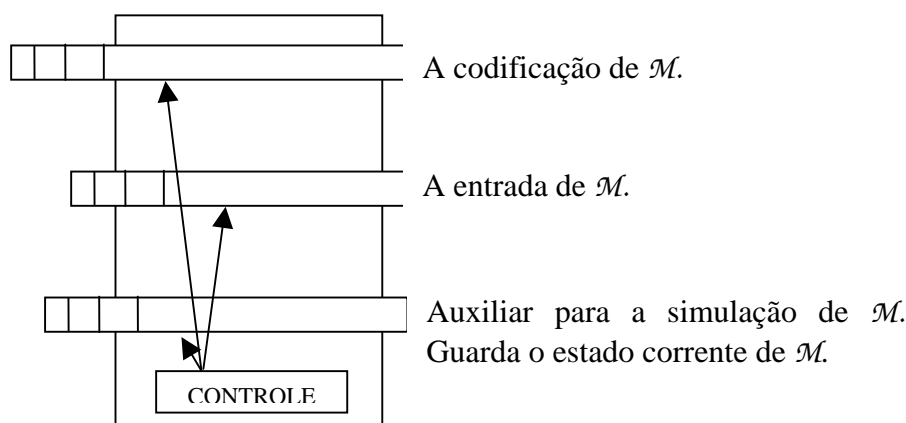 A codificação de ℳ.
A entrada de ℳ.
Auxiliar para a simulação de ℳ.
Guarda o estado corrente de ℳ.
CONTROLE